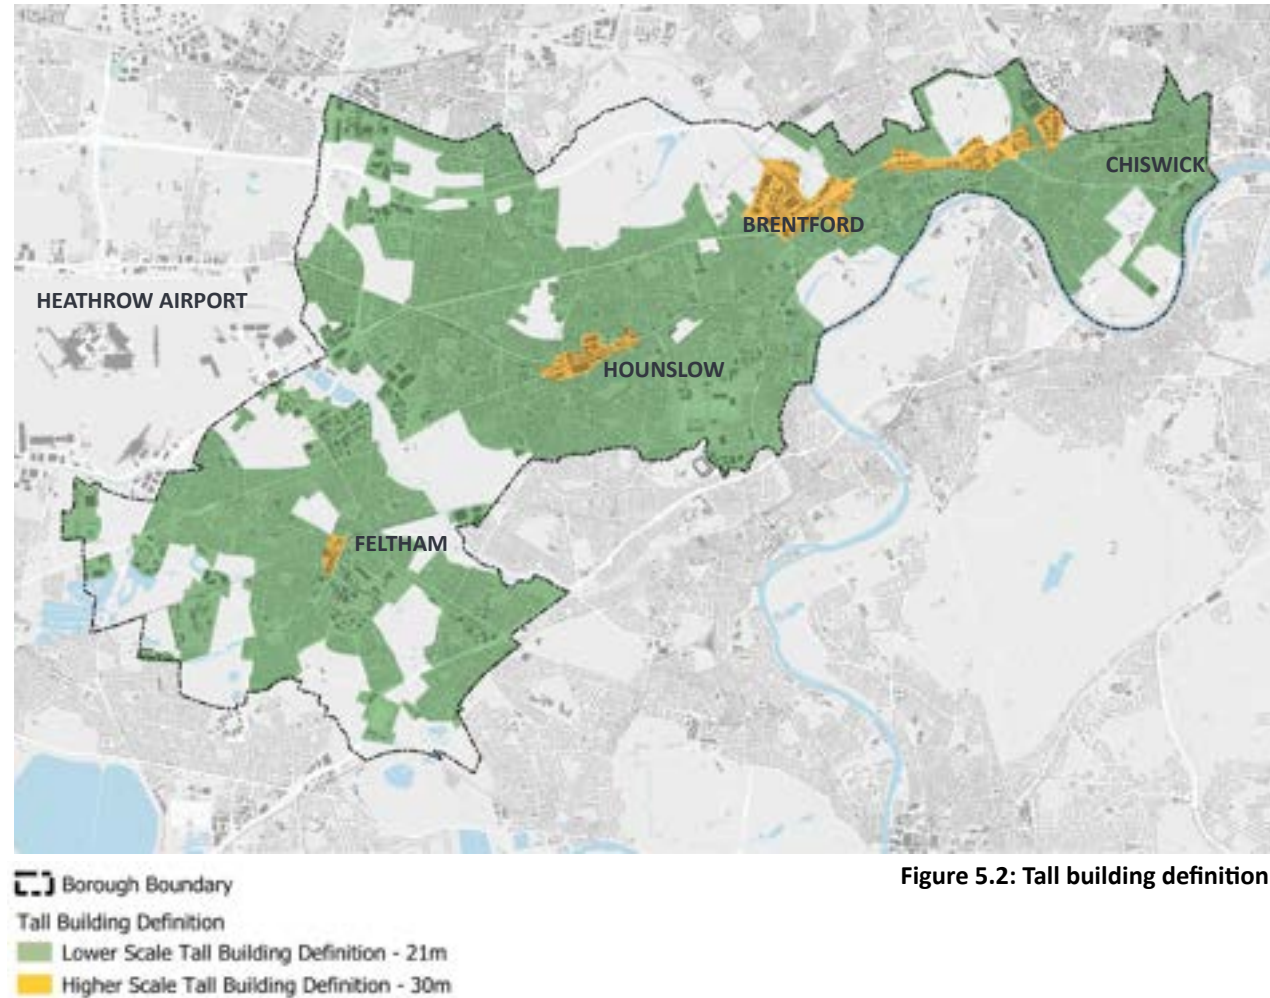 CHISWICK
BRENTFORD
HEATHROW AIRPORT
HOUNSLOW
FELTHAM
Figure 5.2: Tall building definition
Borough Boundary
Tall Building Definition
Lower Scale Tall Building Definition - 21m
Higher Scale Tall Building Definition - 30m